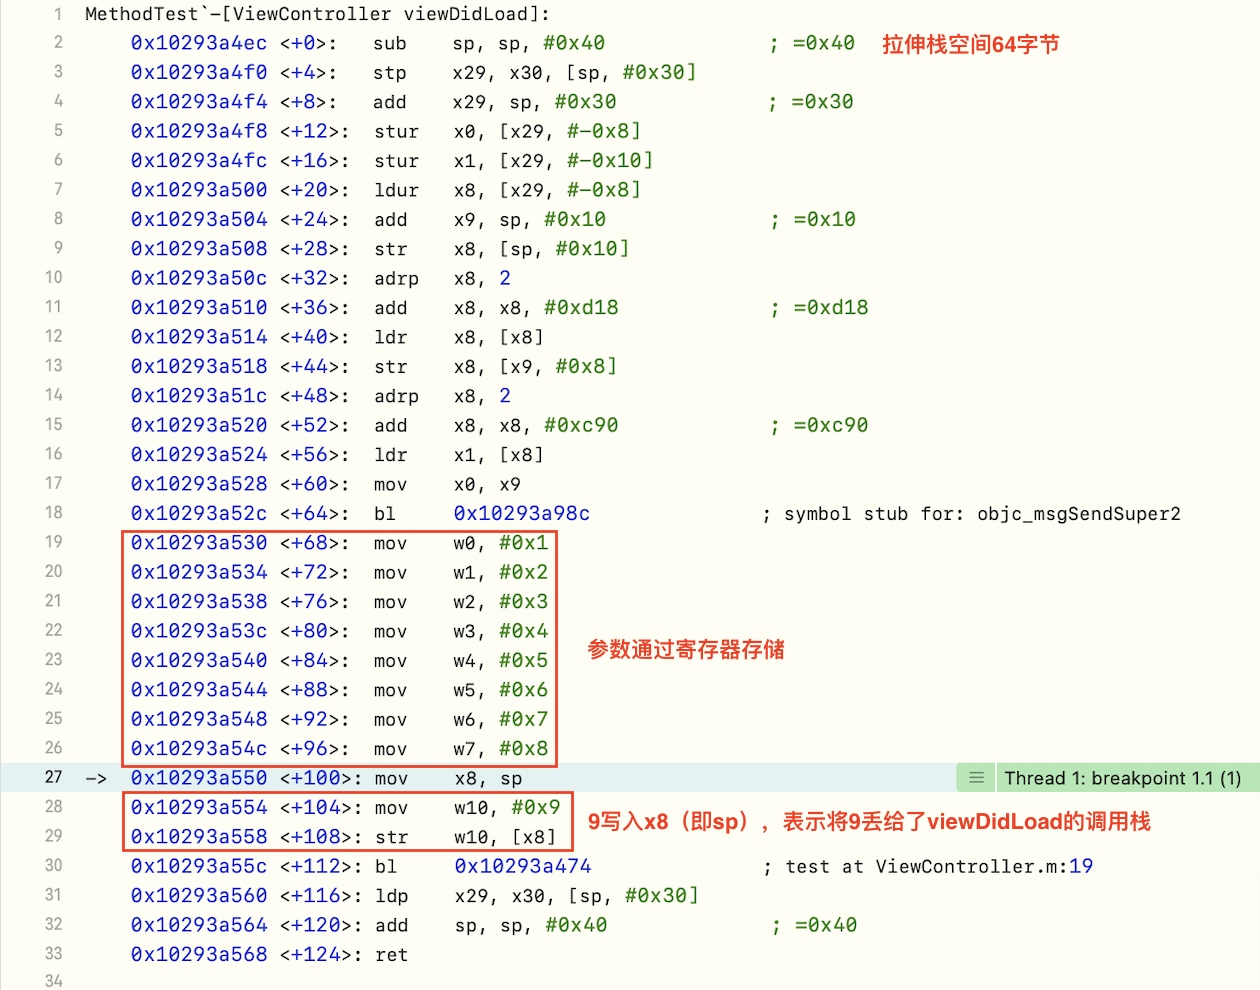 1 MethodTest`-[ViewController viewDidLoad]:
2 0x10293a4ec <+0>: sub sp, sp, #0x40 ; =0x40 拉伸栈空间64字节
3 0x10293a4f0 <+4>: stp x29, x30, [sp, #0x30]
4 0x10293a4f4 <+8>: add x29, sp, #0x30 ; =0x30
5 0x10293a4f8 <+12>: stur x0, [x29, #-0x8]
6 0x10293a4fc <+16>: stur x1, [x29, #-0x10]
7 0x10293a500 <+20>: ldur x8, [x29, #-0x8]
8 0x10293a504 <+24>: add x9, sp, #0x10 ; =0x10
9 0x10293a508 <+28>: str x8, [sp, #0x10]
10 0x10293a50c <+32>: adrp x8, 2
11 0x10293a510 <+36>: add x8, x8, #0xd18 ; =0xd18
12 0x10293a514 <+40>: ldr x8, [x8]
13 0x10293a518 <+44>: str x8, [x9, #0x8]
14 0x10293a51c <+48>: adrp x8, 2
15 0x10293a520 <+52>: add x8, x8, #0xc90 ; =0xc90
16 0x10293a524 <+56>: ldr x1, [x8]
17 0x10293a528 <+60>: mov x0, x9
18 0x10293a52c <+64>: bl 0x10293a98c ; symbol stub for: objc_msgSendSuper2
19 0x10293a530 <+68>: mov w0, #0x1
20 0x10293a534 <+72>: mov w1, #0x2
21 0x10293a538 <+76>: mov w2, #0x3
22 0x10293a53c <+80>: mov w3, #0x4
参数通过寄存器存储
23 0x10293a540 <+84>: mov w4, #0x5
24 0x10293a544 <+88>: mov w5, #0x6
25 0x10293a548 <+92>: mov w6, #0x7
26 0x10293a54c <+96>: mov w7, #0x8
27 -> 0x10293a550 <+100>: mov x8, sp Thread 1: breakpoint 1.1 (1)
28 0x10293a554 <+104>: mov w10, #0x9
9写入x8（即sp），表示将9丢给了viewDidLoad的调用栈
29 0x10293a558 <+108>: str w10, [x8]
30 0x10293a55c <+112>: bl 0x10293a474 ; test at ViewController.m:19
31 0x10293a560 <+116>: ldp x29, x30, [sp, #0x30]
32 0x10293a564 <+120>: add sp, sp, #0x40 ; =0x40
33 0x10293a568 <+124>: ret
34